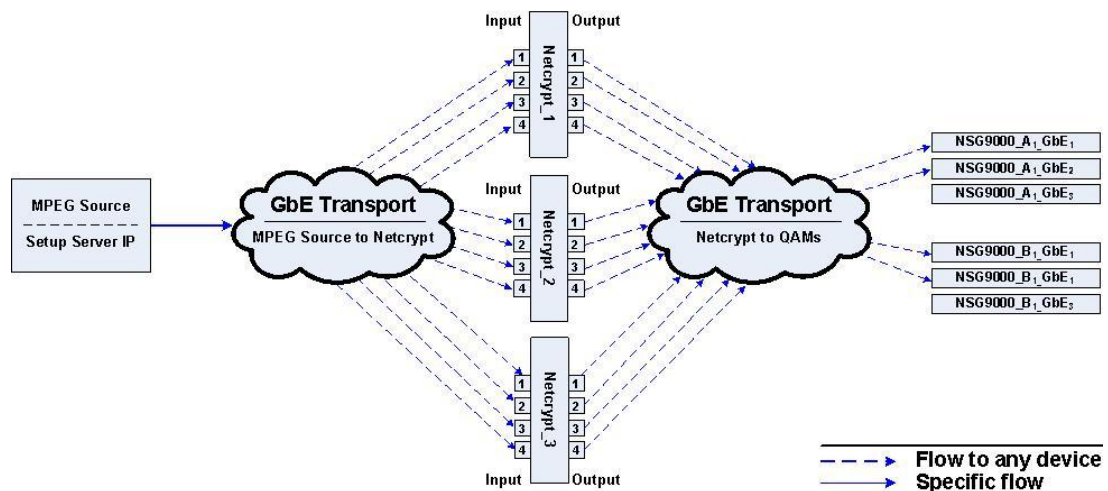 Input Output
1 1
2 2
3 3
4 4
Netcrypt_1
MPEG Source
Setup Server IP
GbE Transport
MPEG Source to Netcrypt
Input Output
1 1
2 2
3 3
4 4
Netcrypt_2
GbE Transport
Netcrypt to QAMs
NSG9000_A₁_GbE₁
NSG9000_A₁_GbE₂
NSG9000_A₁_GbE₃
NSG9000_B₁_GbE₁
NSG9000_B₁_GbE₁
NSG9000_B₁_GbE₃
1 1
2 2
3 3
4 4
Netcrypt_3
Input Output
Flow to any device
Specific flow